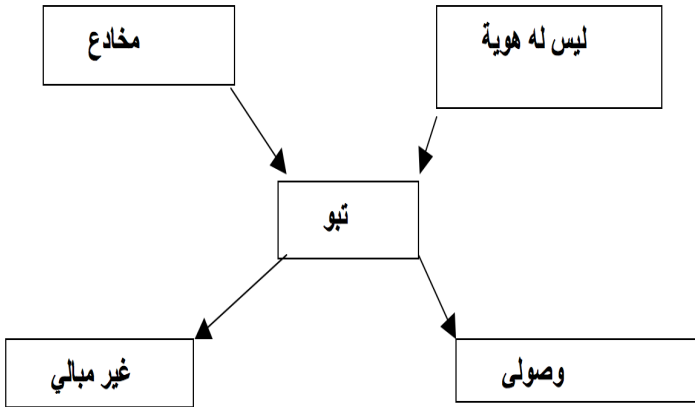 ليس له هوية
مخادع
تبو
وصولى
غير مبالي